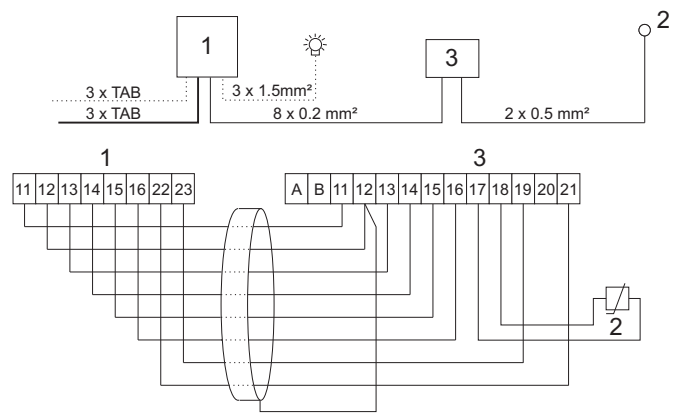 2
1
3
3 x TAB
3 x 1.5mm²
3 x TAB
8 x 0.2 mm²
2 x 0.5 mm²
1
3
11 12 13 14 15 16 22 23
A B 11 12 13 14 15 16 17 18 19 20 21
2